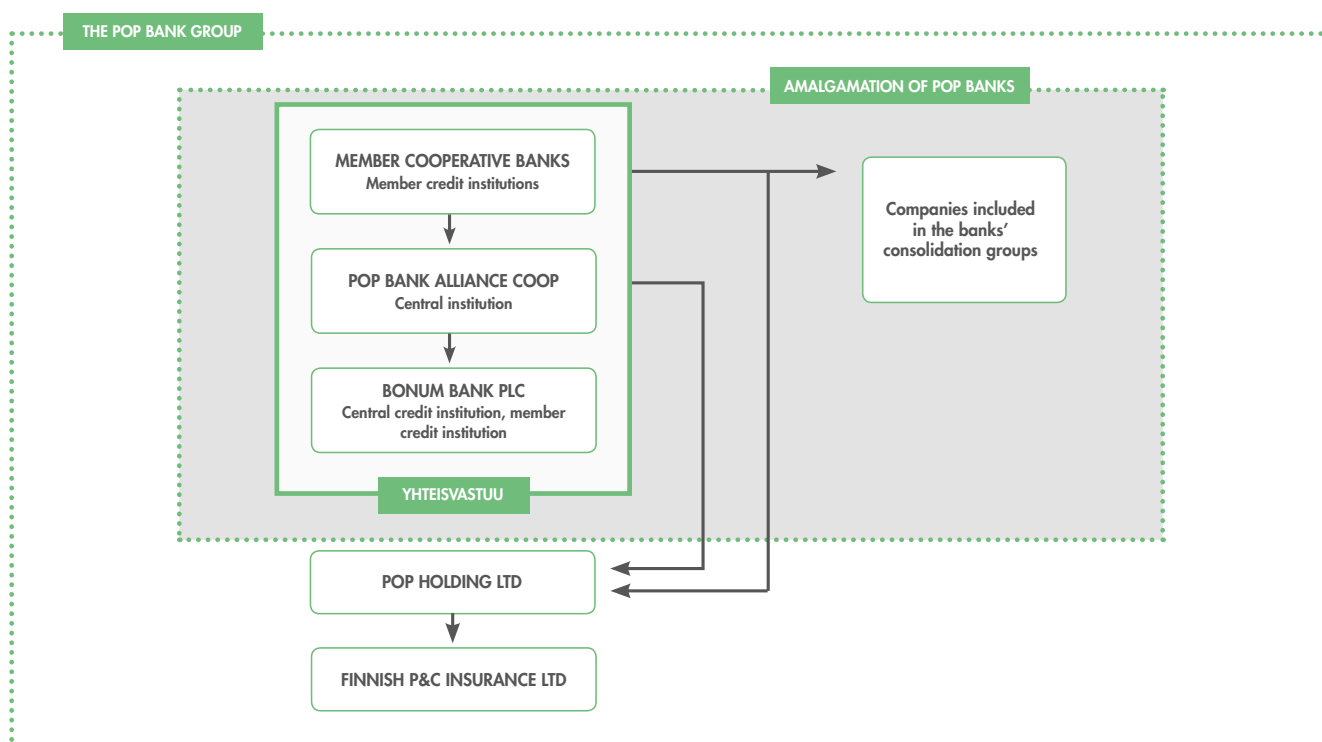 THE POP BANK GROUP
AMALGAMATION OF POP BANKS
MEMBER COOPERATIVE BANKS
Member credit institutions
POP BANK ALLIANCE COOP
Central institution
BONUM BANK PLC
Central credit institution, member
credit institution
YHTEISVASTUU
Companies included
in the banks’
consolidation groups
POP HOLDING LTD
FINNISH P&C INSURANCE LTD